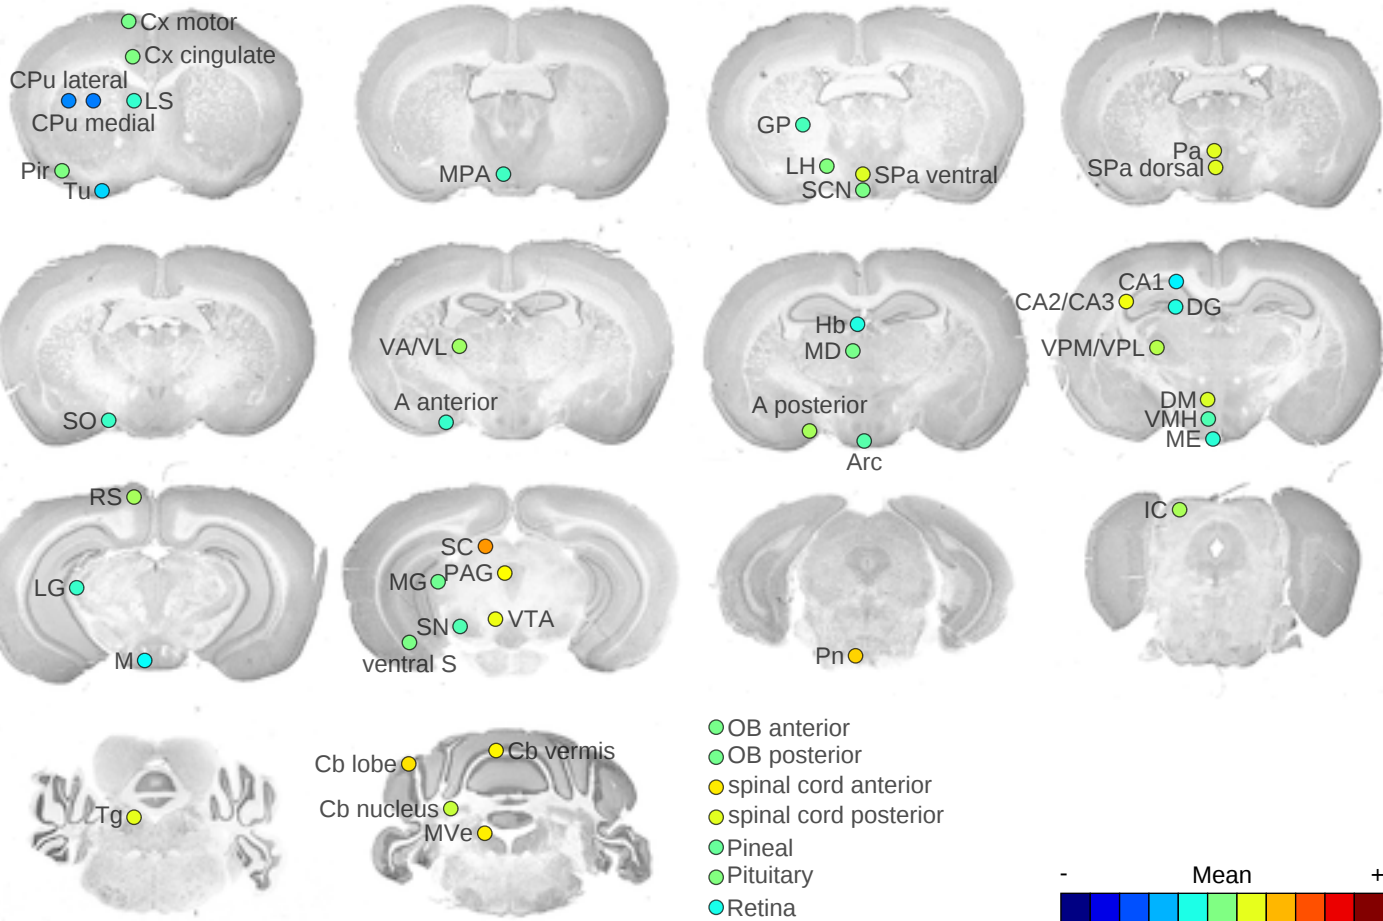 Cx motor
Cx cingulate
CPu lateral
LS
CPu medial
Pir
Tu
MPA
GP
LH
SPa ventral
SCN
Pa
SPa dorsal
SO
VA/VL
A anterior
Hb
MD
A posterior
Arc
CA1
CA2/CA3
DG
VPM/VPL
DM
VMH
ME
RS
LG
M
SC
PAG
MG
VTA
SN
ventral S
Pn
IC
Tg
Cb lobe
Cb vermis
Cb nucleus
MVe
OB anterior
OB posterior
spinal cord anterior
spinal cord posterior
Pineal
Pituitary
Retina
- Mean +